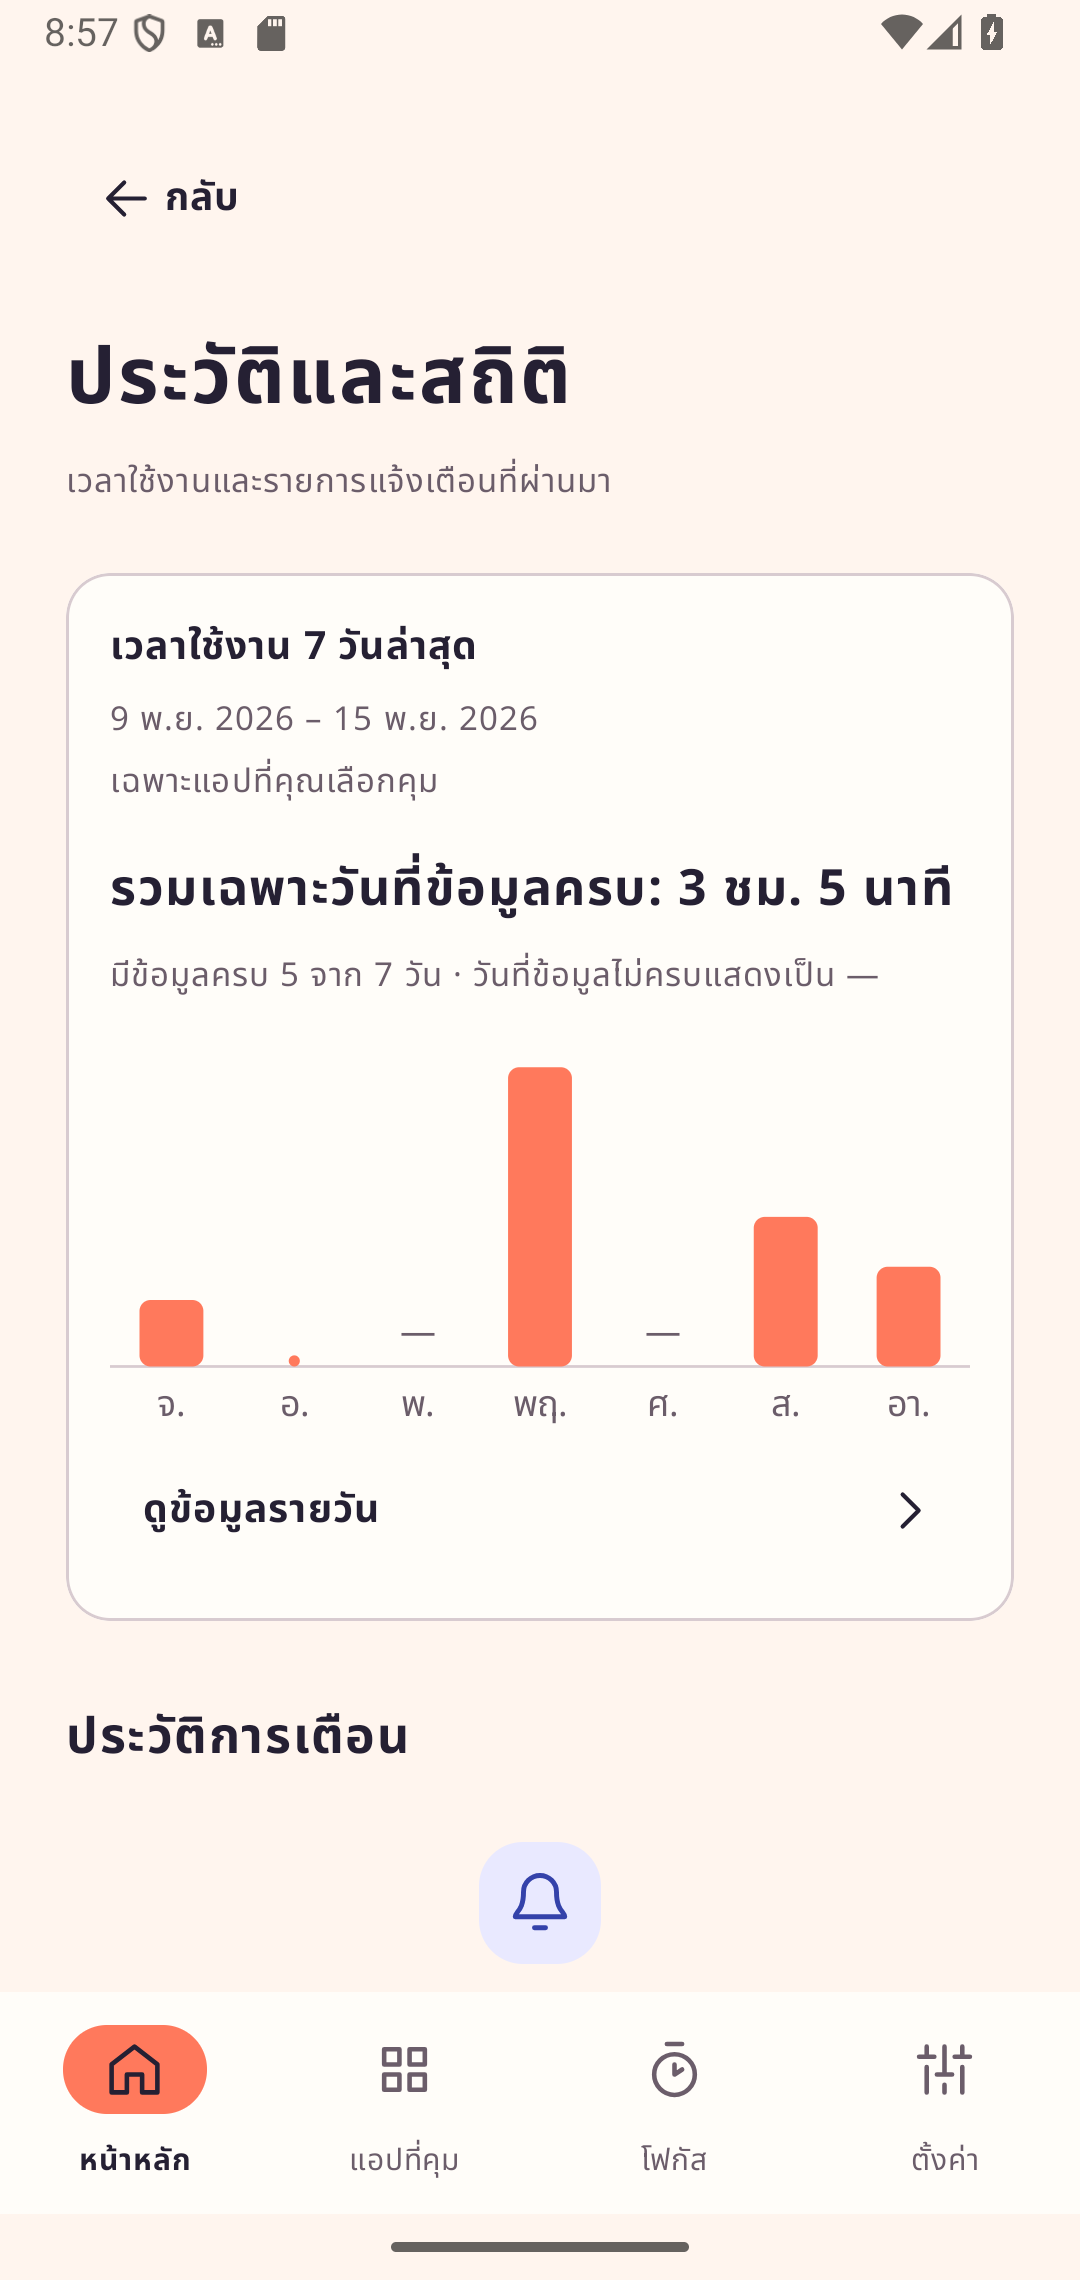 8:57
กลับ
ประวัติและสถิติ
เวลาใช้งานและรายการแจ้งเตือนที่ผ่านมา
เวลาใช้งาน 7 วันล่าสุด
9 พ.ย. 2026 – 15 พ.ย. 2026
เฉพาะแอปที่คุณเลือกคุม
รวมเฉพาะวันที่ข้อมูลครบ: 3 ชม. 5 นาที
มีข้อมูลครบ 5 จาก 7 วัน · วันที่ข้อมูลไม่ครบแสดงเป็น —
— —
จ. อ. พ. พฤ. ศ. ส. อา.
ดูข้อมูลรายวัน
ประวัติการเตือน
หน้าหลัก แอปที่คุม โฟกัส ตั้งค่า